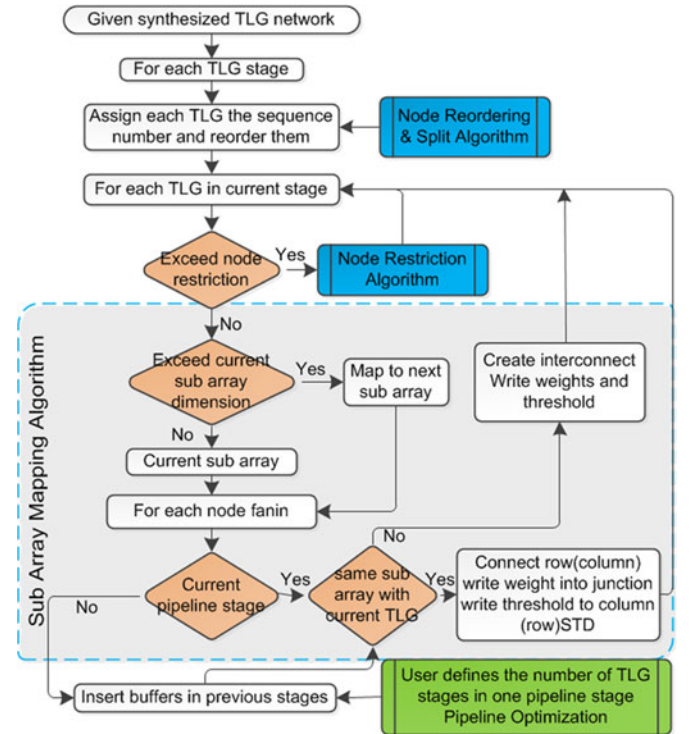 Given synthesized TLG network
For each TLG stage
Assign each TLG the sequence
number and reorder them
Node Reordering
& Split Algorithm
For each TLG in current stage
Exceed node
restriction
Yes
Node Restriction
Algorithm
No
Sub Array Mapping Algorithm
Exceed current
sub array
dimension
Yes
Map to next
sub array
Create interconnect
Write weights and
threshold
No
Current sub array
For each node fanin
No
Current
pipeline stage
Yes
No
same sub
array with
current TLG
Yes
Connect row(column)
write weight into junction
write threshold to column
(row)STD
Insert buffers in previous stages
User defines the number of TLG
stages in one pipeline stage
Pipeline Optimization